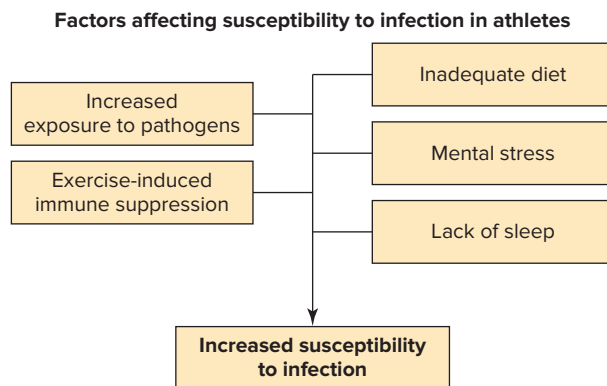 Factors affecting susceptibility to infection in athletes
Increased
exposure to pathogens
Exercise-induced
immune suppression
Inadequate diet
Mental stress
Lack of sleep
Increased susceptibility
to infection